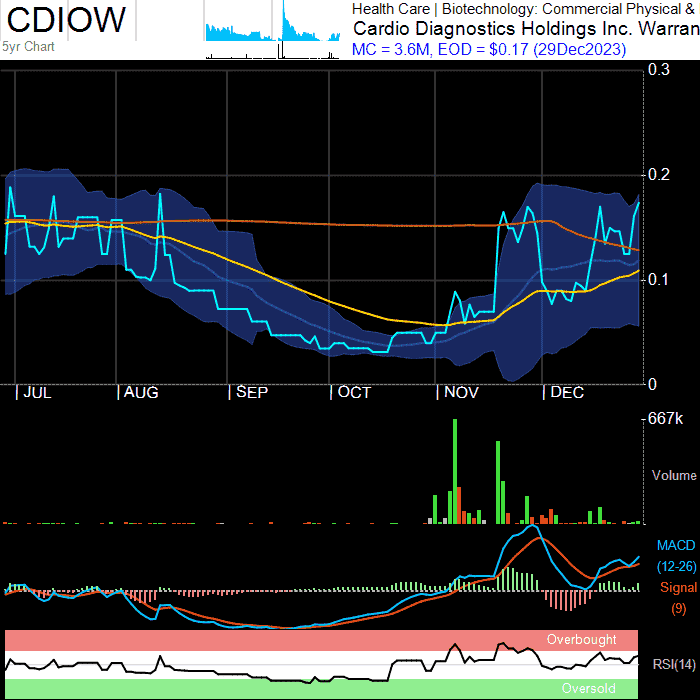 CDIOW
5yr Chart
Health Care | Biotechnology: Commercial Physical &
Cardio Diagnostics Holdings Inc. Warran
MC = 3.6M, EOD = $0.17 (29Dec2023)
0.3
0.2
0.1
0
JUL
AUG
SEP
OCT
NOV
DEC
667k
Volume
MACD
(12-26)
Signal
(9)
Overbought
RSI(14)
Oversold